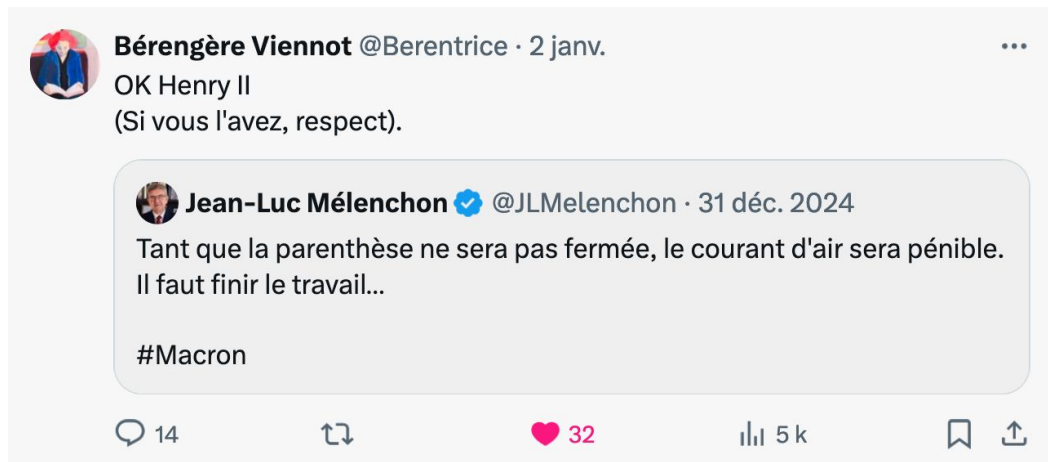 Bérengère Viennot @Berentrice · 2 janv.
OK Henry II
(Si vous l'avez, respect).
Jean-Luc Mélenchon @JLMelenchon · 31 déc. 2024
Tant que la parenthèse ne sera pas fermée, le courant d'air sera pénible.
Il faut finir le travail...
#Macron
14
32
5 k